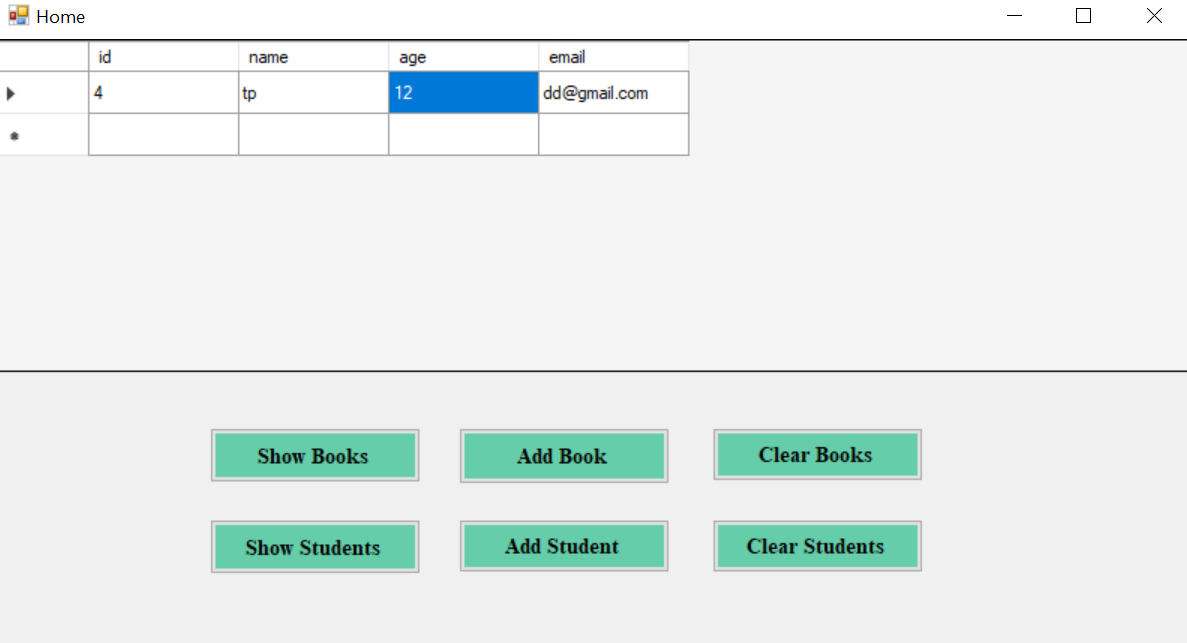 Home
id name age email
4 tp 12 dd@gmail.com
Show Books Add Book Clear Books
Show Students Add Student Clear Students